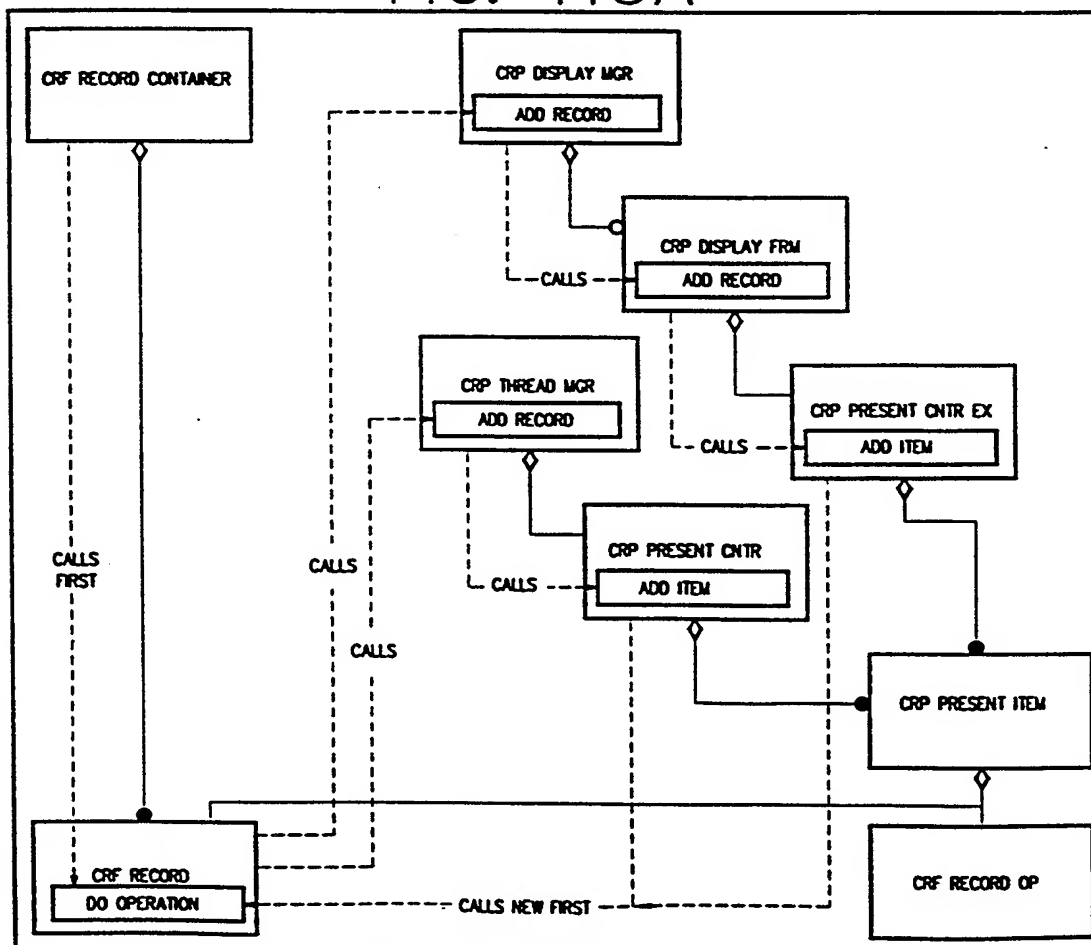 CRF RECORD CONTAINER
CRP DISPLAY MGR
ADD RECORD
CRP DISPLAY FRM
CALLS
ADD RECORD
CRP THREAD MGR
ADD RECORD
CRP PRESENT CNTR EX
CALLS
ADD ITEM
CRP PRESENT CNTR
CALLS
ADD ITEM
CALLS
FIRST
CALLS
CALLS
CRP PRESENT ITEM
CRF RECORD
DO OPERATION
CALLS NEW FIRST
CRF RECORD OP